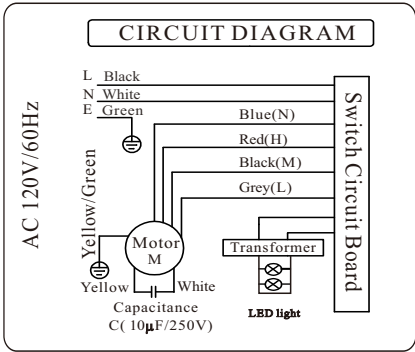 CIRCUIT DIAGRAM
L Black
N White
E Green
Blue(N)
Red(H)
Black(M)
Grey(L)
AC 120V/60Hz
Yellow/Green
Switch Circuit Board
Motor
M
Transformer
Yellow
White
Capacitance
C( 10μF/250V)
LED light